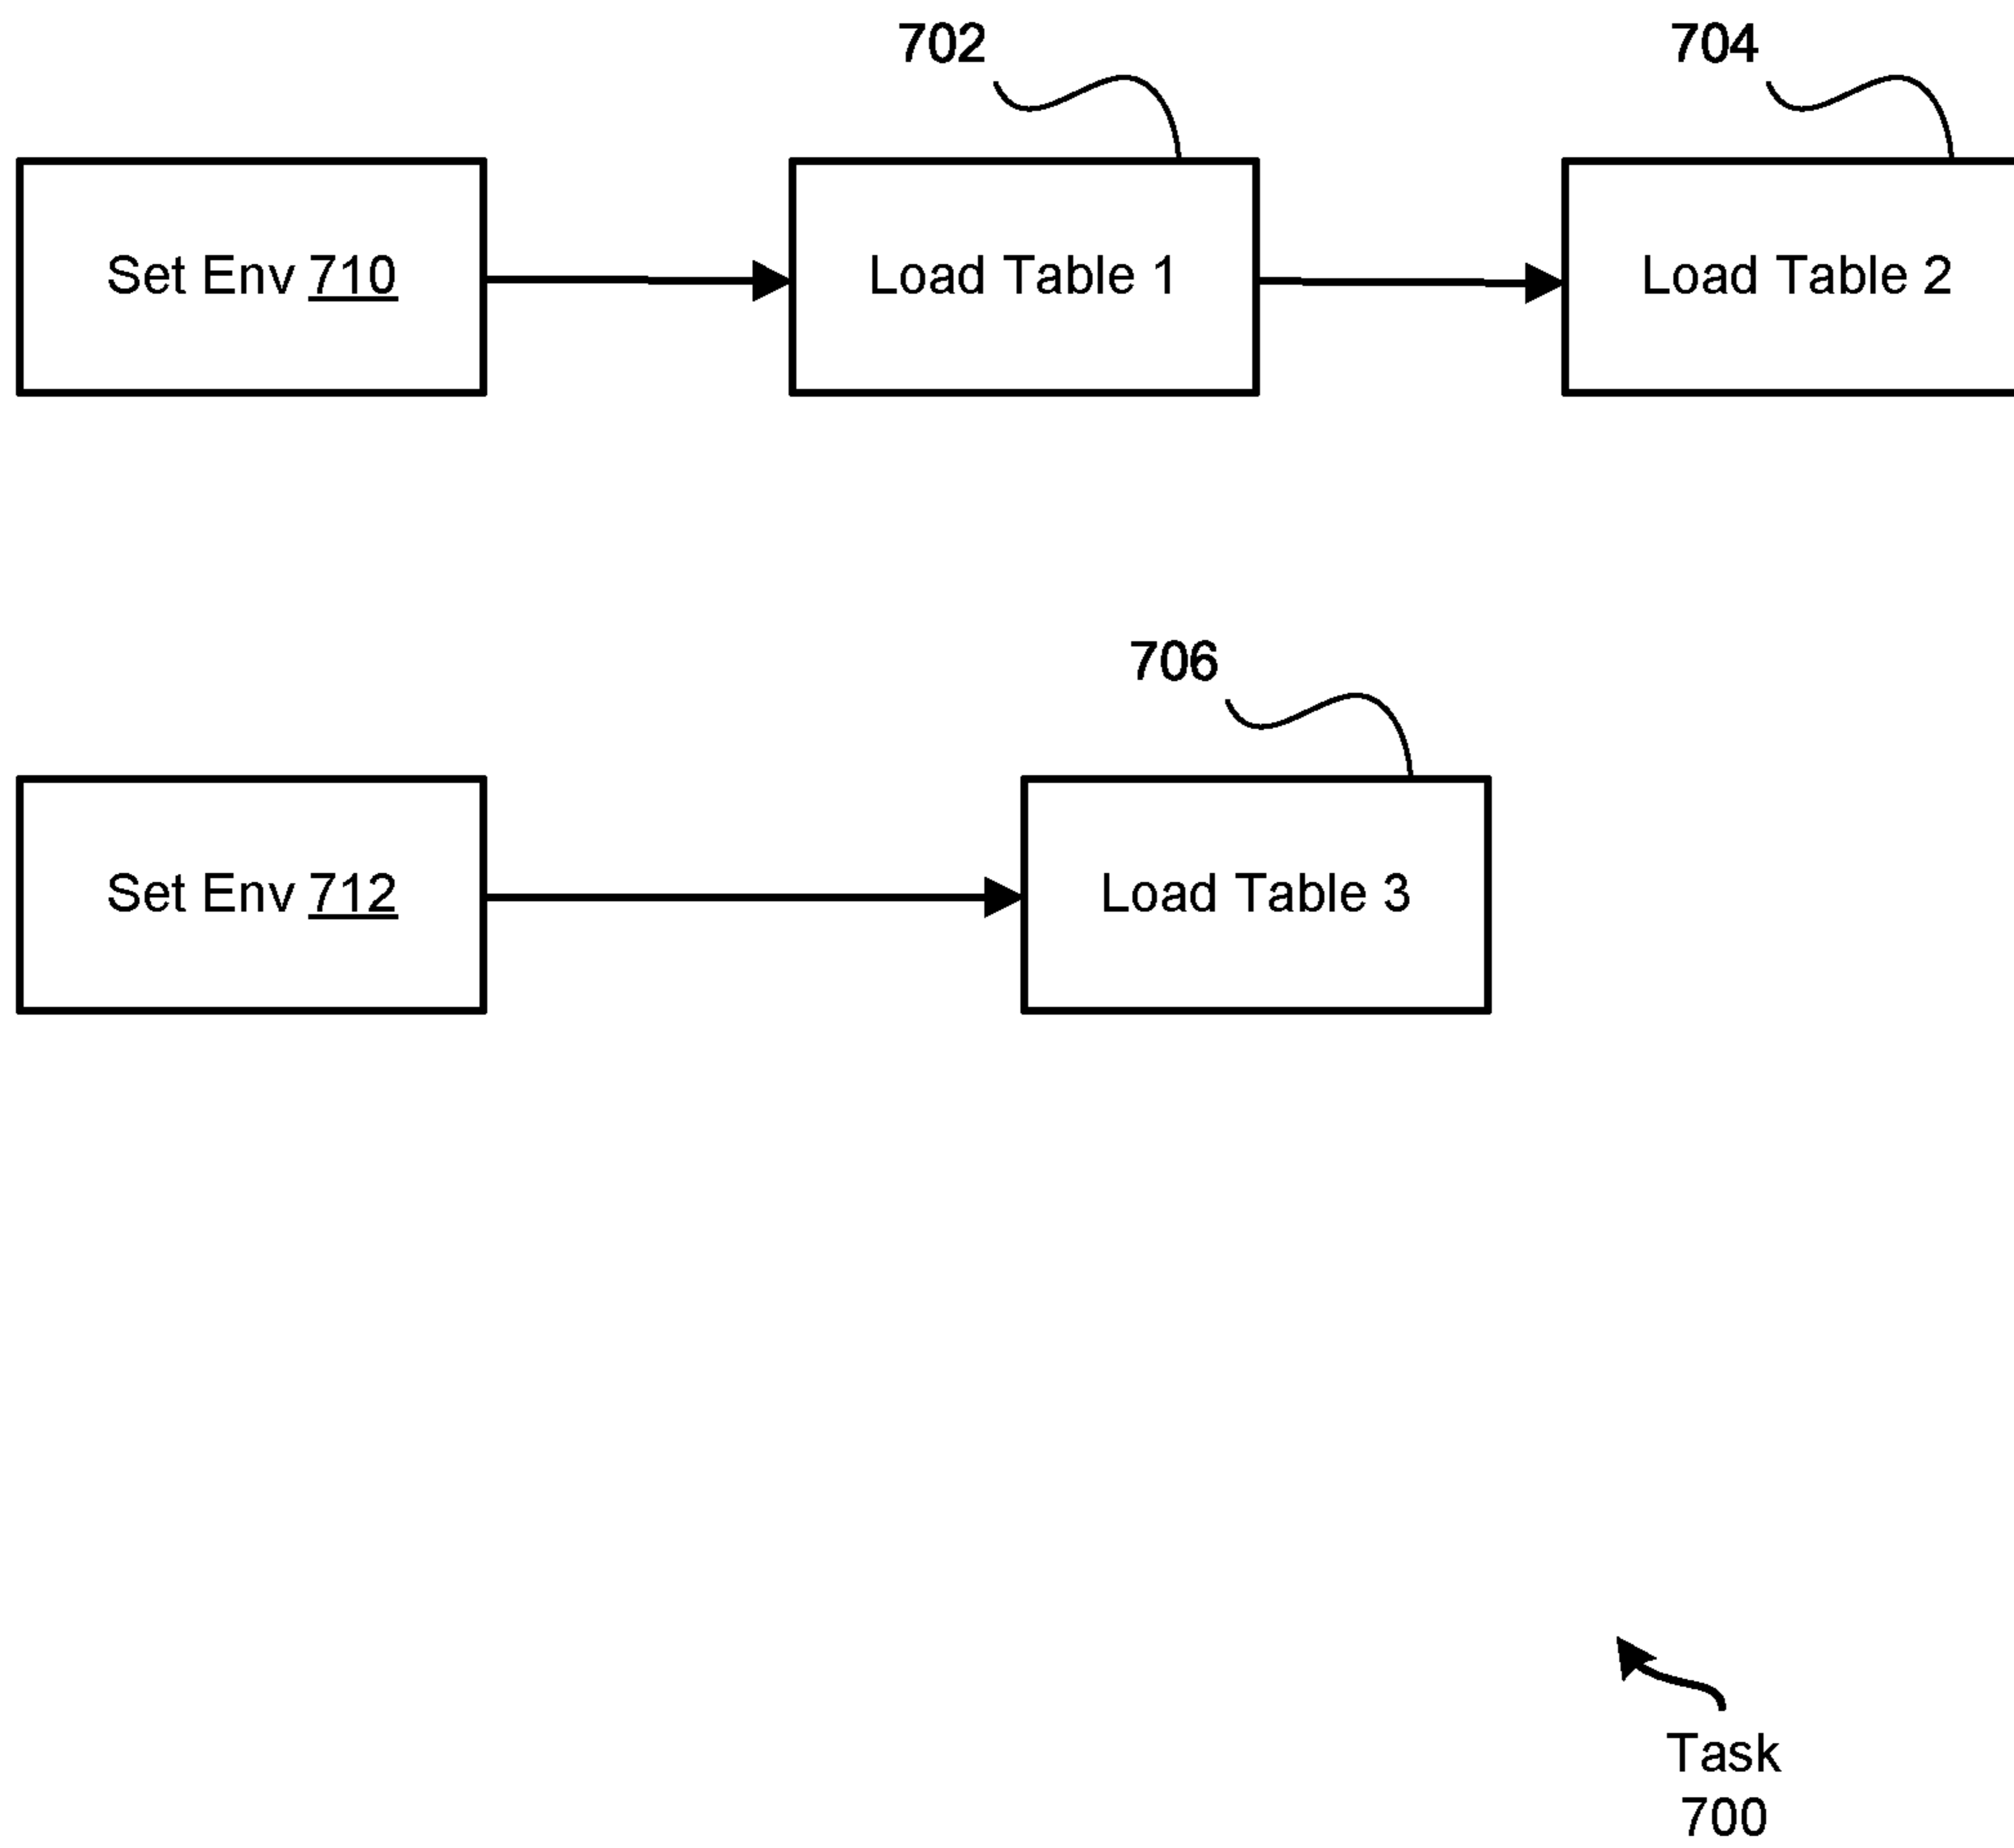 702
704
Set Env 710
Load Table 1
Load Table 2
706
Set Env 712
Load Table 3
Task
700